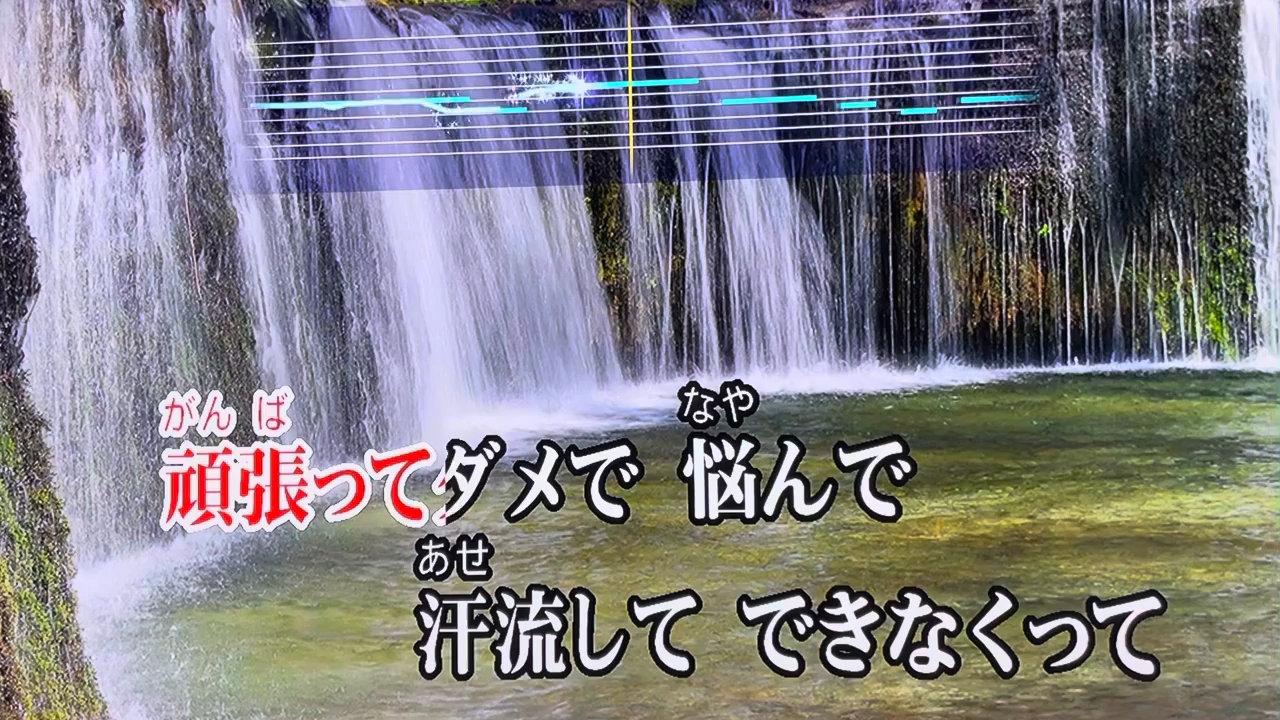 がんば
頑張ってダメで 悩んで
なや
あせ
汗流して できなくって